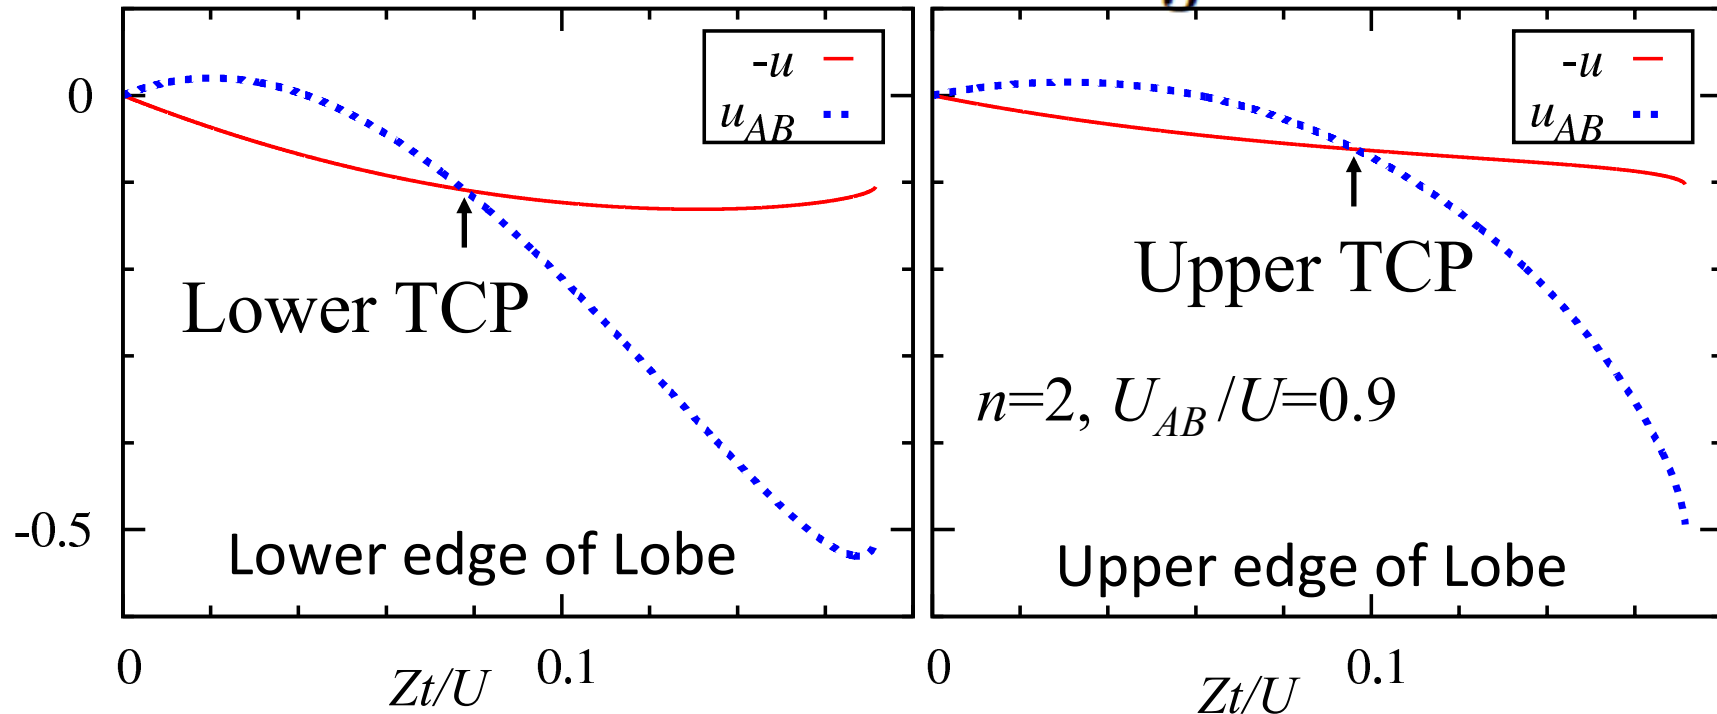 -u
u_AB
0
Lower TCP
-0.5
Lower edge of Lobe
0
0.1
Zt/U
-u
u_AB
Upper TCP
n=2, U_AB/U=0.9
Upper edge of Lobe
0
0.1
Zt/U